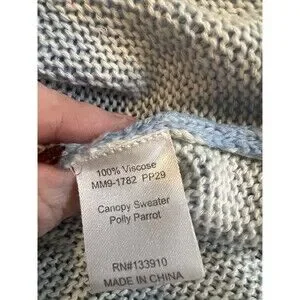 100% Viscose
MM9-1782 PP29
Canopy Sweater
Polly Parrot
RN#133910
MADE IN CHINA